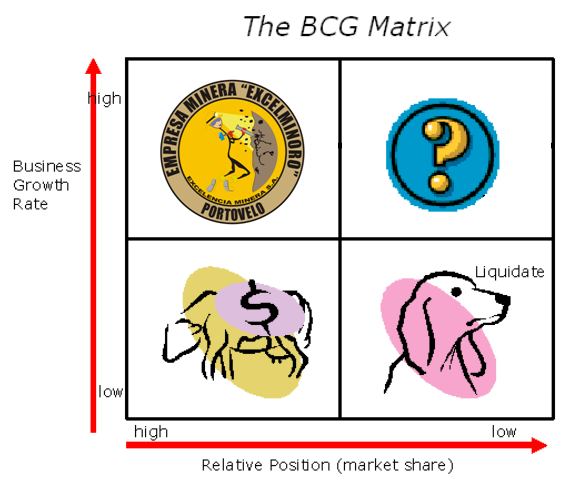 The BCG Matrix
high
Business
Growth
Rate
EMPRESA MINERA "EXCELMINORO"
EXCELENCIA MINERA S.A.
PORTOVELO
?
$
Liquidate
low
high
low
Relative Position (market share)